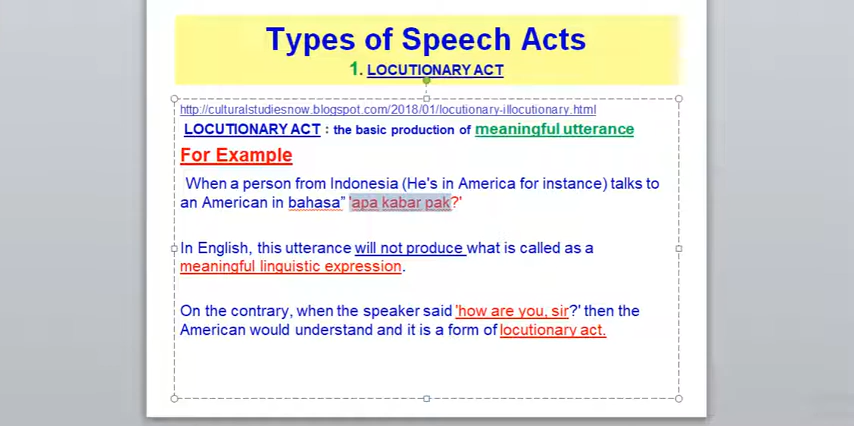 Types of Speech Acts
1. LOCUTIONARY ACT
http://culturalstudiesnow.blogspot.com/2018/01/locutionary-illocutionary.html
LOCUTIONARY ACT : the basic production of meaningful utterance
For Example
When a person from Indonesia (He's in America for instance) talks to
an American in bahasa” 'apa kabar pak?'
In English, this utterance will not produce what is called as a
meaningful linguistic expression.
On the contrary, when the speaker said 'how are you, sir?' then the
American would understand and it is a form of locutionary act.